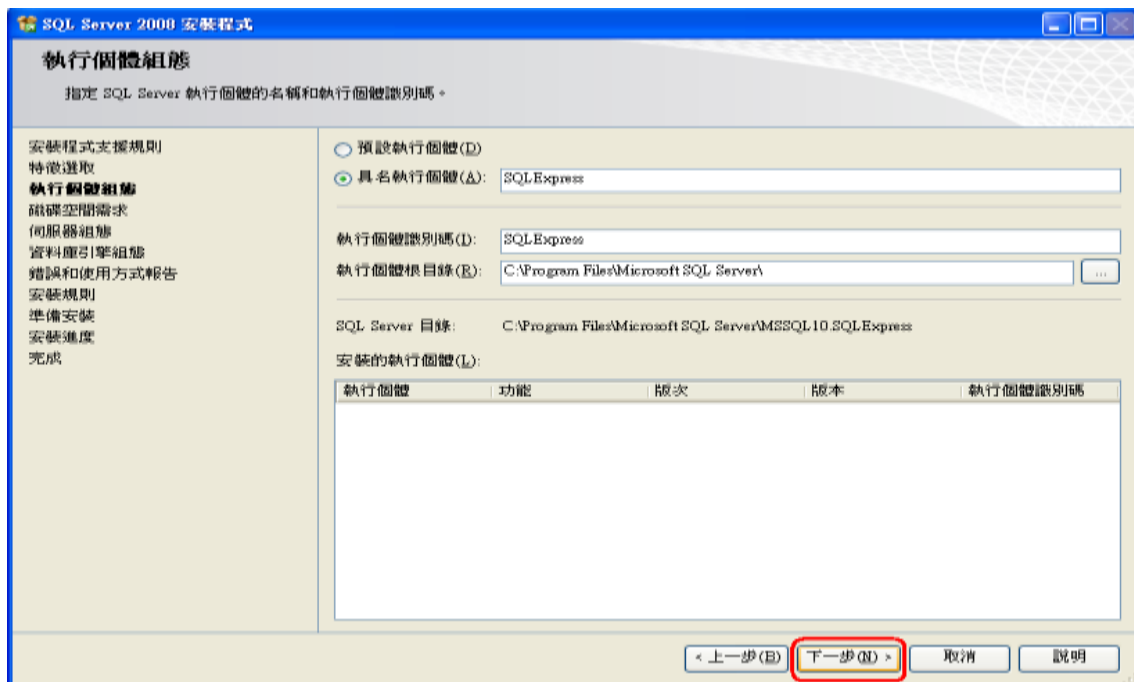 SQL Server 2008 安裝程式
執行個體組態
指定 SQL Server 執行個體的名稱和執行個體識別碼。
安裝程式支援規則
特徵選取
執行個體組態
磁碟空間需求
伺服器組態
資料庫引擎組態
錯誤和使用方式報告
安裝規則
準備安裝
安裝進度
完成
預設執行個體(D)
具名執行個體(A): SQLExpress
執行個體識別碼(I): SQLExpress
執行個體根目錄(R): C:\Program Files\Microsoft SQL Server\ ...
SQL Server 目錄: C:\Program Files\Microsoft SQL Server\MSSQL10.SQLExpress
安裝的執行個體(L):
執行個體 功能 版次 版本 執行個體識別碼
< 上一步(B) 下一步(N) > 取消 說明